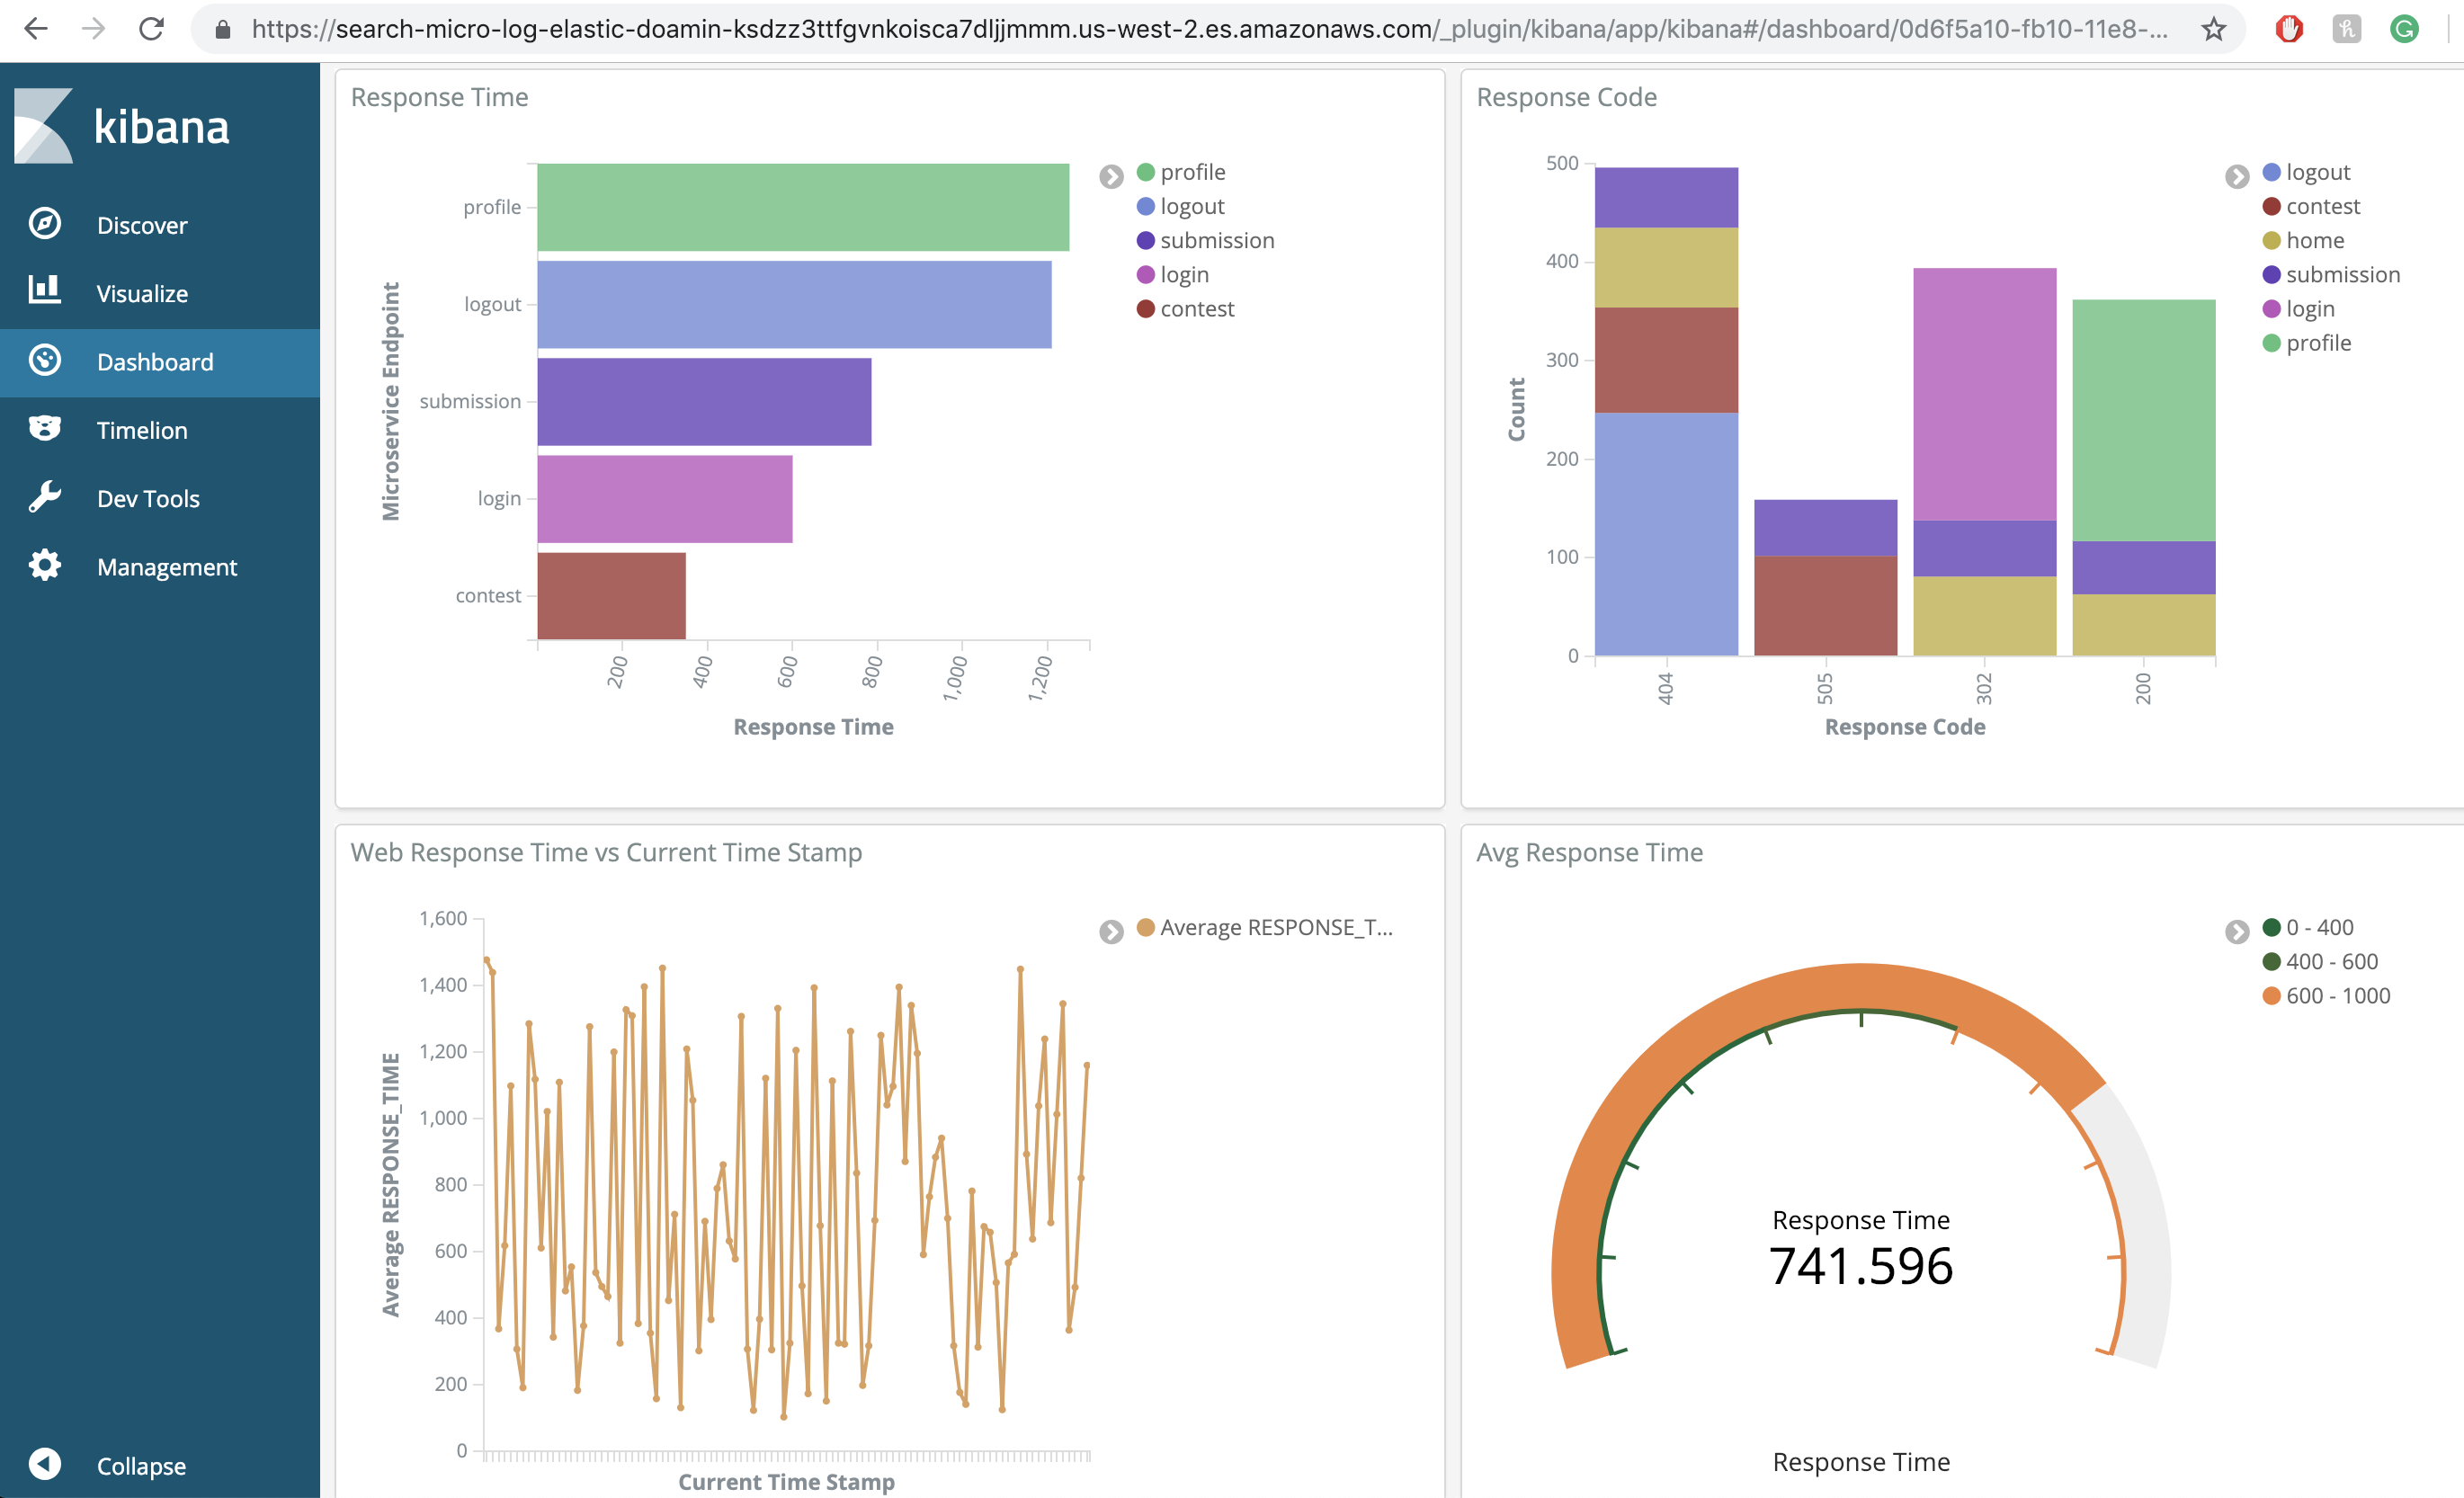 https://search-micro-log-elastic-doamin-ksdzz3ttfgvnkoisca7dljjmmm.us-west-2.es.amazonaws.com/_plugin/kibana/app/kibana#/dashboard/0d6f5a10-fb10-11e8-...
kibana
Discover
Visualize
Dashboard
Timelion
Dev Tools
Management
Collapse
Response Time
Microservice Endpoint
profile
logout
submission
login
contest
200
400
600
800
1,000
1,200
Response Time
profile
logout
submission
login
contest
Response Code
Count
500
400
300
200
100
0
404
505
302
200
Response Code
logout
contest
home
submission
login
profile
Web Response Time vs Current Time Stamp
Average RESPONSE_TIME
1,600
1,400
1,200
1,000
800
600
400
200
0
Current Time Stamp
Average RESPONSE_T...
Avg Response Time
0 - 400
400 - 600
600 - 1000
Response Time
741.596
Response Time